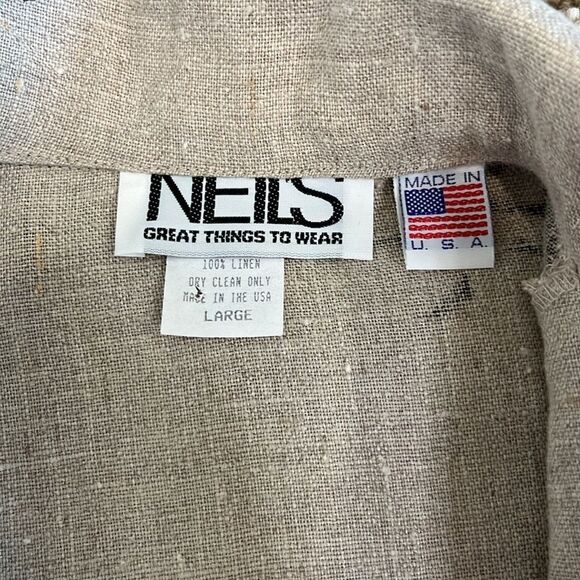 NEILS
GREAT THINGS TO WEAR
100% LINEN
DRY CLEAN ONLY
MADE IN THE USA
LARGE
MADE IN
U. S. A.